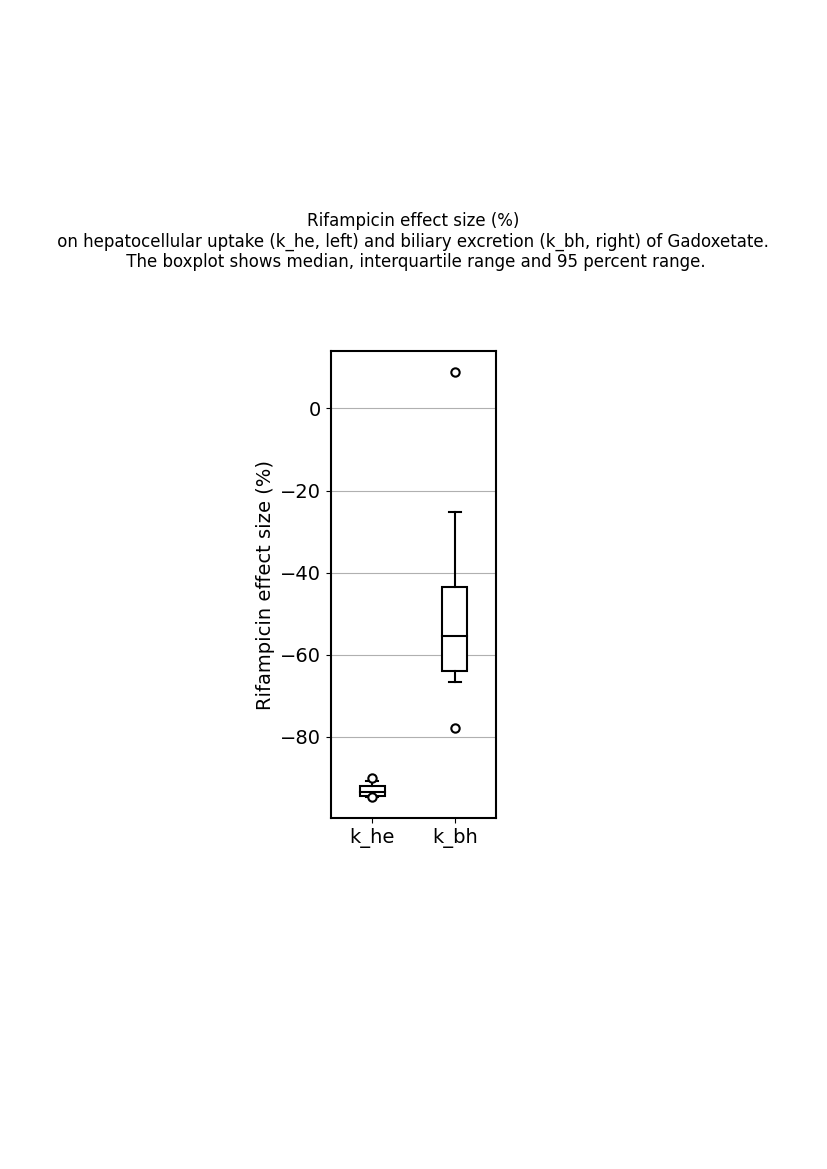 Rifampicin effect size (%)
on hepatocellular uptake (k_he, left) and biliary excretion (k_bh, right) of Gadoxetate.
The boxplot shows median, interquartile range and 95 percent range.
0
−20
−40
−60
−80
Rifampicin effect size (%)
k_he
k_bh